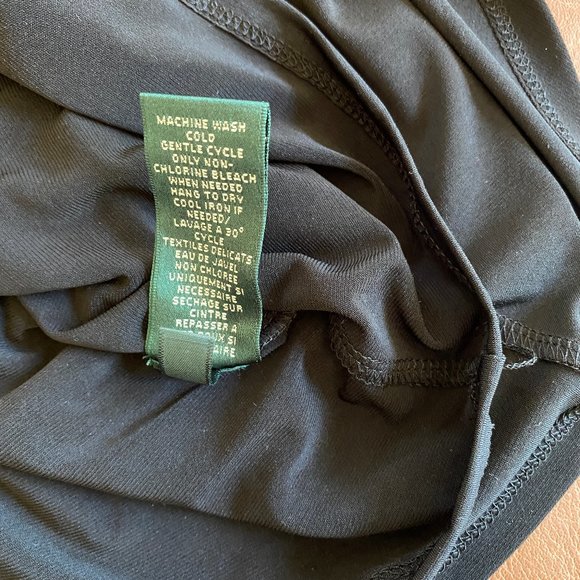 MACHINE WASH
COLD
GENTLE CYCLE
ONLY NON-
CHLORINE BLEACH
WHEN NEEDED
HANG TO DRY
COOL IRON IF
NEEDED/
LAVAGE A 30°
CYCLE
TEXTILES DELICATS
EAU DE JAVEL
NON CHLOREE
UNIQUEMENT SI
NECESSAIRE
SECHAGE SUR
CINTRE
REPASSER A
SI